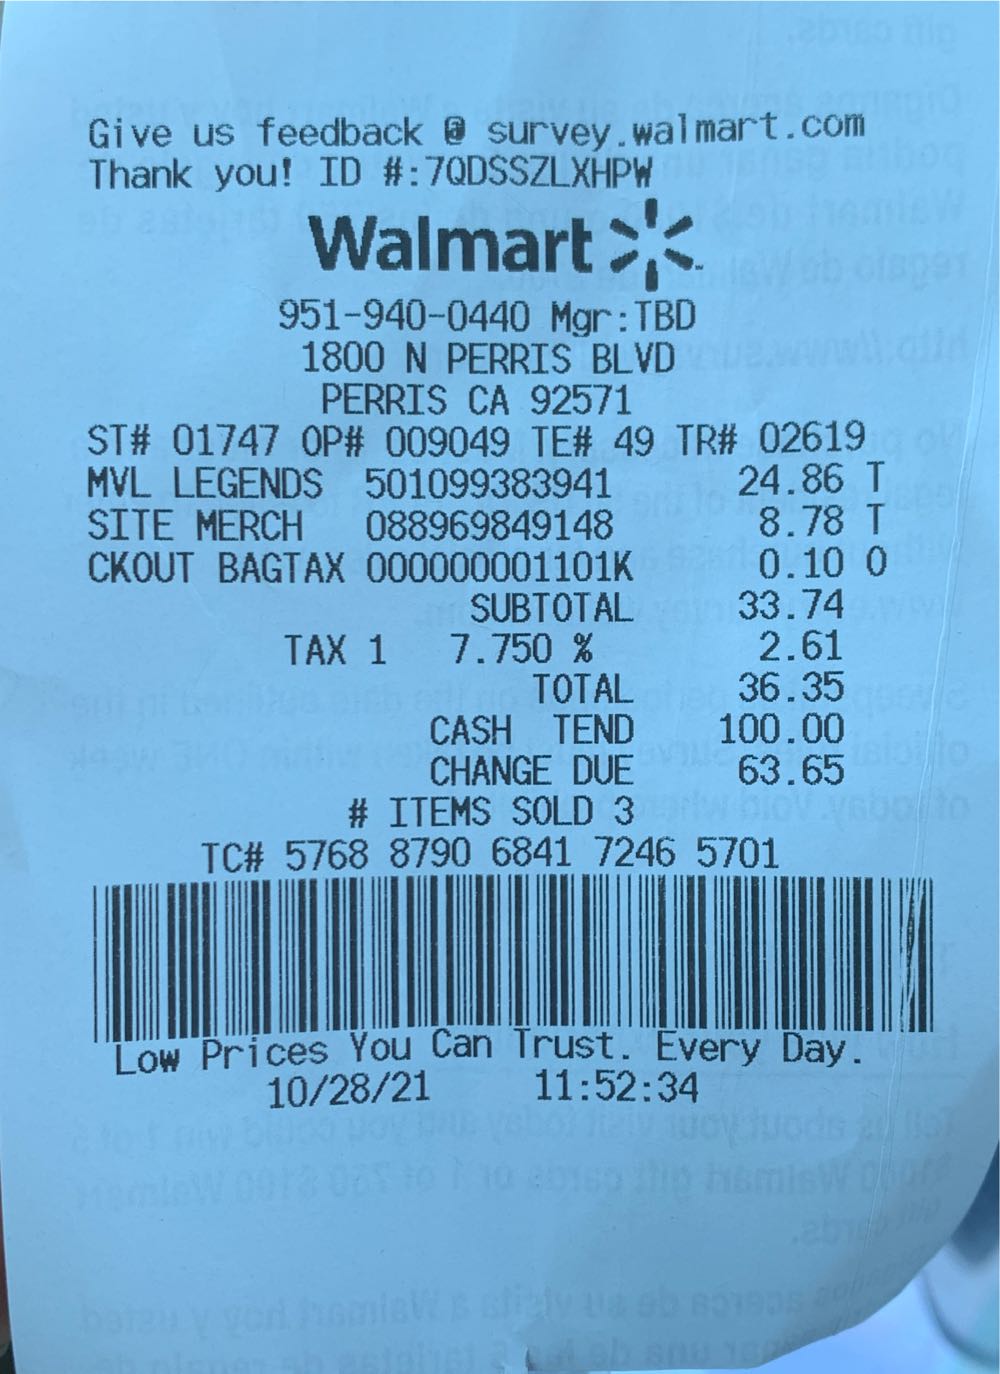 Give us feedback @ survey.walmart.com
Thank you! ID #:7QDSSZLXHPW
Walmart
951-940-0440 Mgr:TBD
1800 N PERRIS BLVD
PERRIS CA 92571
ST# 01747 OP# 009049 TE# 49 TR# 02619
MVL LEGENDS 501099383941 24.86 T
SITE MERCH 088969849148 8.78 T
CKOUT BAGTAX 000000001101K 0.10 O
SUBTOTAL 33.74
TAX 1 7.750 % 2.61
TOTAL 36.35
CASH TEND 100.00
CHANGE DUE 63.65
# ITEMS SOLD 3
TC# 5768 8790 6841 7246 5701
Low Prices You Can Trust. Every Day.
10/28/21 11:52:34